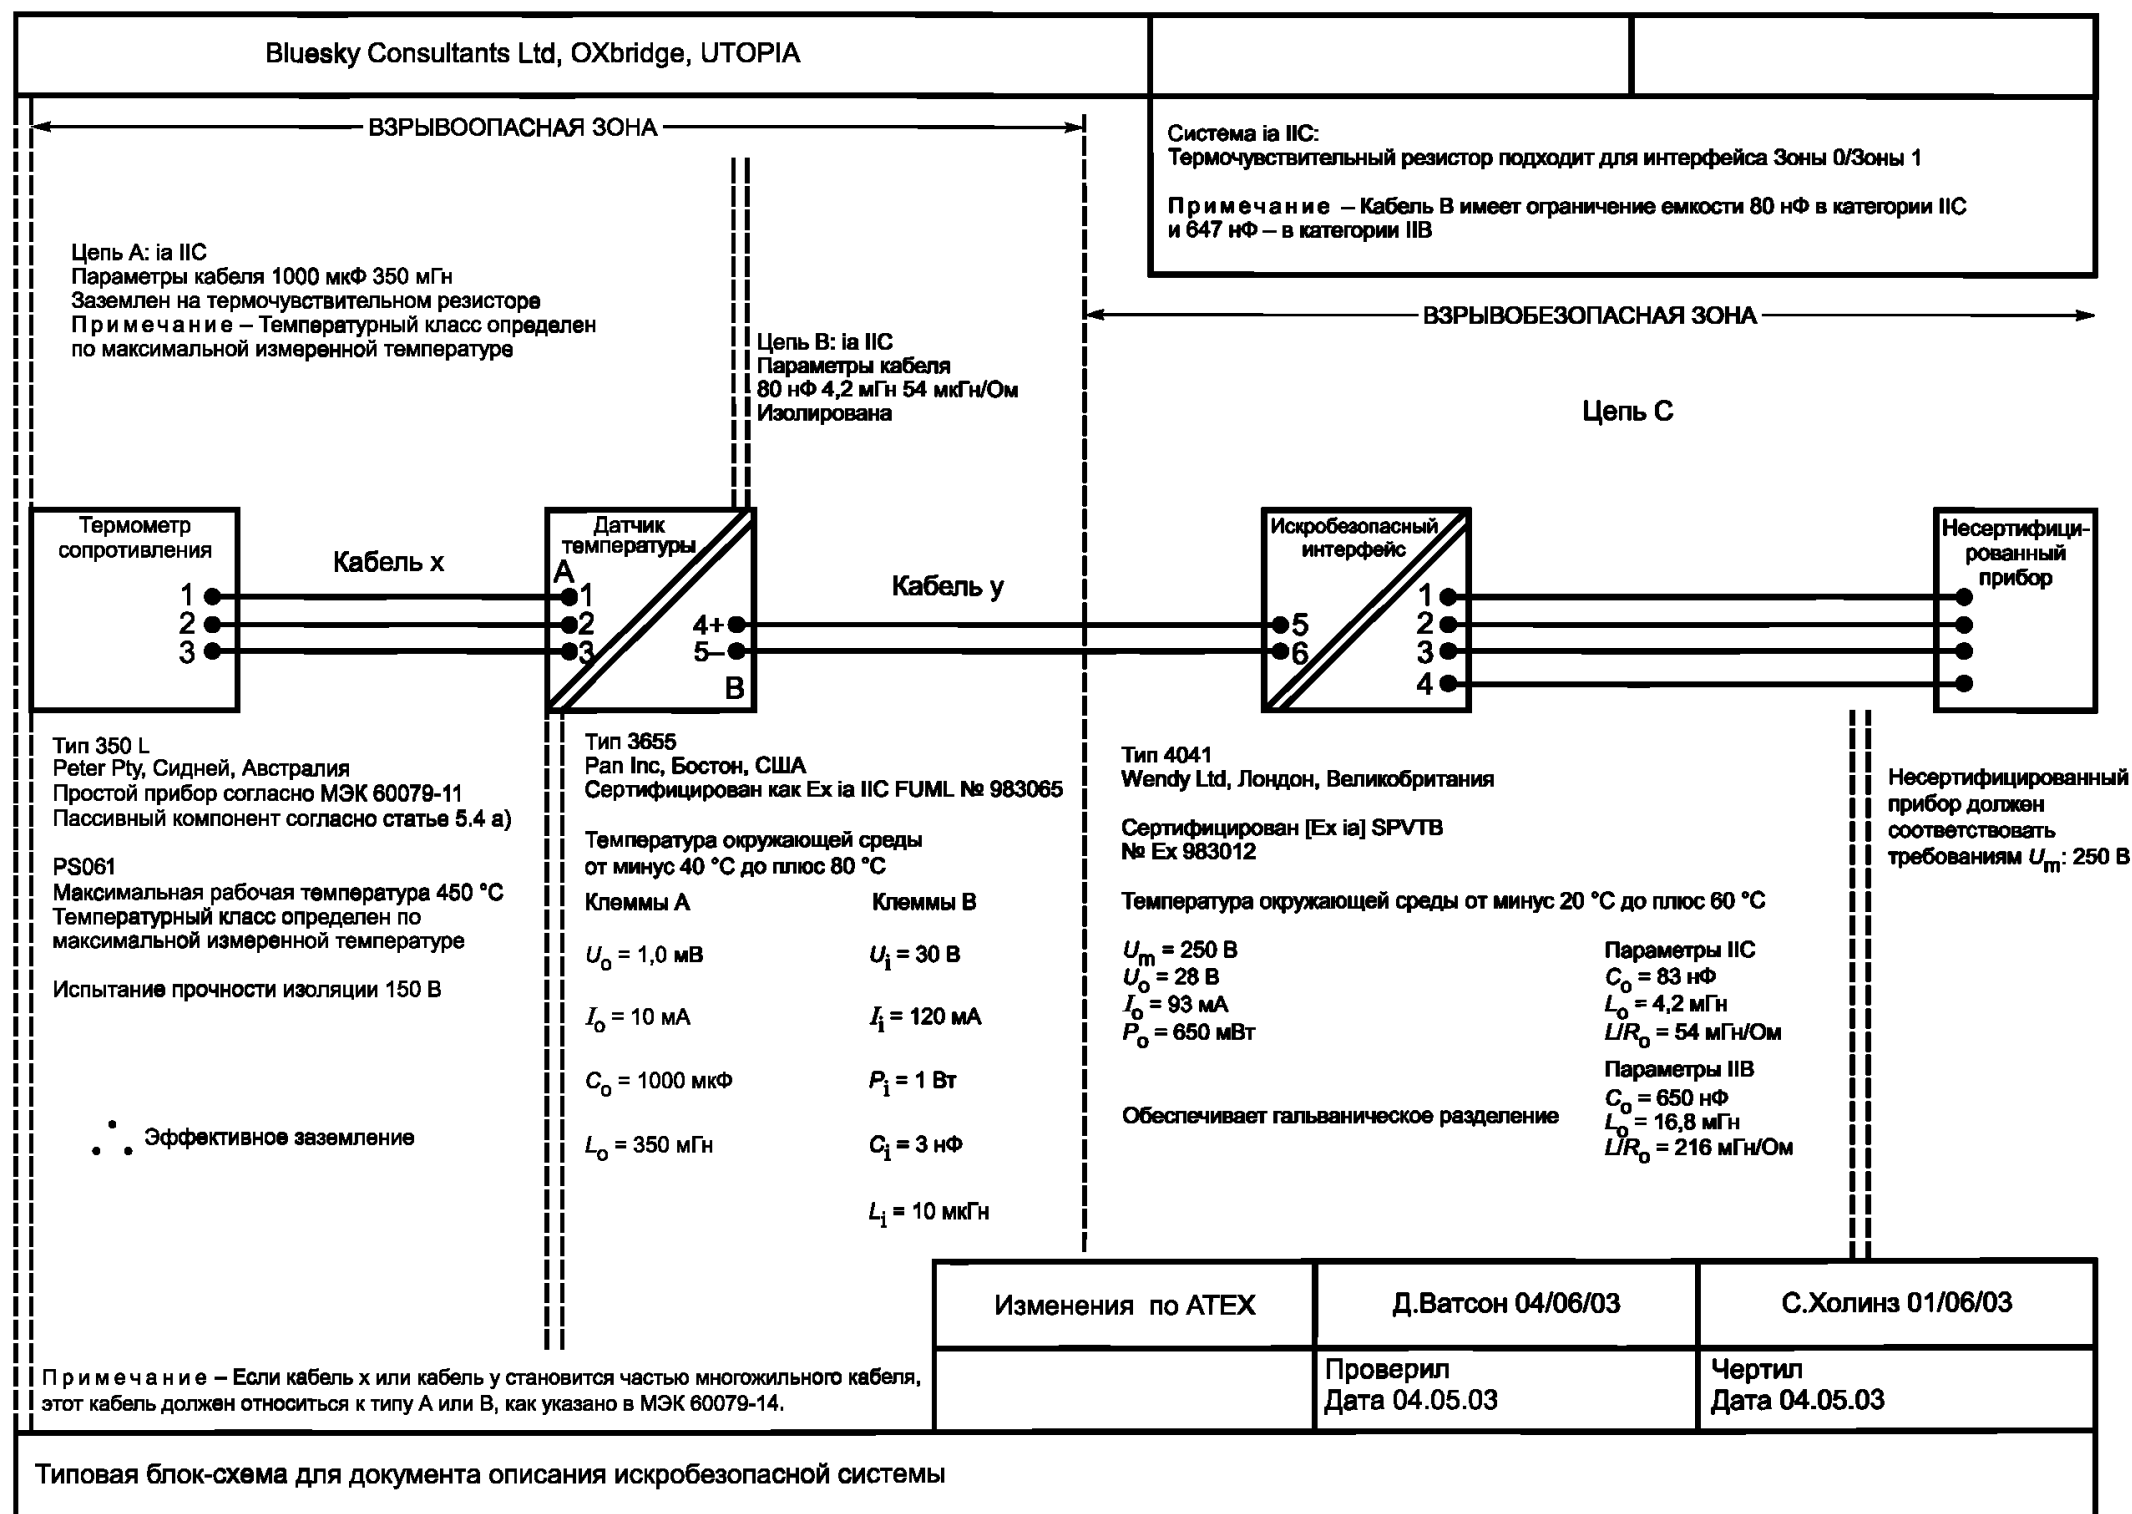 Bluesky Consultants Ltd, OXbridge, UTOPIA
ВЗРЫВООПАСНАЯ ЗОНА
Система ia IIC:
Термочувствительный резистор подходит для интерфейса Зоны 0/Зоны 1
Примечание – Кабель В имеет ограничение емкости 80 нФ в категории IIC
и 647 нФ – в категории IIB
Цепь А: ia IIC
Параметры кабеля 1000 мкФ 350 мГн
Заземлен на термочувствительном резисторе
Примечание – Температурный класс определен
по максимальной измеренной температуре
ВЗРЫВОБЕЗОПАСНАЯ ЗОНА
Цепь В: ia IIC
Параметры кабеля
80 нФ 4,2 мГн 54 мкГн/Ом
Изолирована
Цепь С
Термометр
сопротивления
1
2
3
Кабель x
Датчик
температуры
А
1
2
3
4+
5–
В
Кабель y
Искробезопасный
интерфейс
5
6
1
2
3
4
Несертифици-
рованный
прибор
Тип 350 L
Peter Pty, Сидней, Австралия
Простой прибор согласно МЭК 60079-11
Пассивный компонент согласно статье 5.4 а)
PS061
Максимальная рабочая температура 450 °С
Температурный класс определен по
максимальной измеренной температуре
Испытание прочности изоляции 150 В
∴ Эффективное заземление
Тип 3655
Pan Inc, Бостон, США
Сертифицирован как Ex ia IIC FUML № 983065
Температура окружающей среды
от минус 40 °С до плюс 80 °С
Клеммы А
Uo = 1,0 мВ
Io = 10 мА
Co = 1000 мкФ
Lo = 350 мГн
Клеммы В
Ui = 30 В
Ii = 120 мА
Pi = 1 Вт
Ci = 3 нФ
Li = 10 мкГн
Тип 4041
Wendy Ltd, Лондон, Великобритания
Сертифицирован [Ex ia] SPVTB
№ Ex 983012
Температура окружающей среды от минус 20 °С до плюс 60 °С
Um = 250 В
Uo = 28 В
Io = 93 мА
Po = 650 мВт
Обеспечивает гальваническое разделение
Параметры IIC
Co = 83 нФ
Lo = 4,2 мГн
L/Ro = 54 мГн/Ом
Параметры IIB
Co = 650 нФ
Lo = 16,8 мГн
L/Ro = 216 мГн/Ом
Несертифицированный
прибор должен
соответствовать
требованиям Um: 250 В
Примечание – Если кабель x или кабель y становится частью многожильного кабеля,
этот кабель должен относиться к типу А или В, как указано в МЭК 60079-14.
Изменения по ATEX
Д.Ватсон 04/06/03
С.Холинз 01/06/03
Проверил
Дата 04.05.03
Чертил
Дата 04.05.03
Типовая блок-схема для документа описания искробезопасной системы